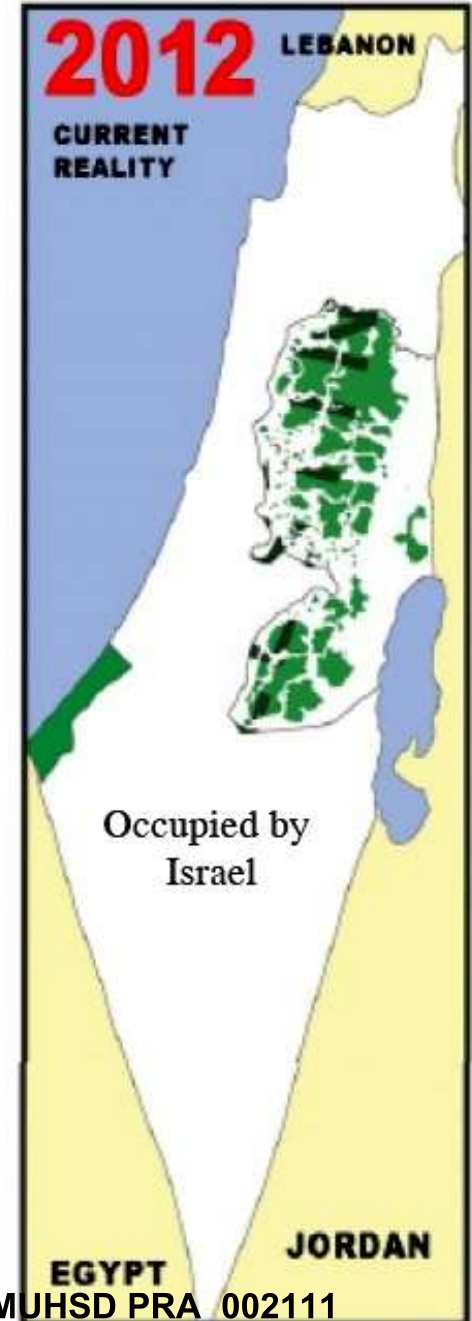 2012
LEBANON
CURRENT
REALITY
Occupied by
Israel
JORDAN
EGYPT
MUHSD PRA 002111